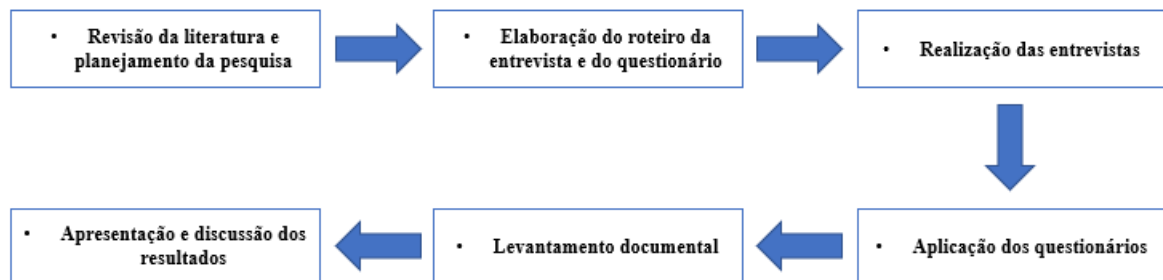 • Revisão da literatura e
planejamento da pesquisa
• Elaboração do roteiro da
entrevista e do questionário
• Realização das entrevistas
• Aplicação dos questionários
• Levantamento documental
• Apresentação e discussão dos
resultados